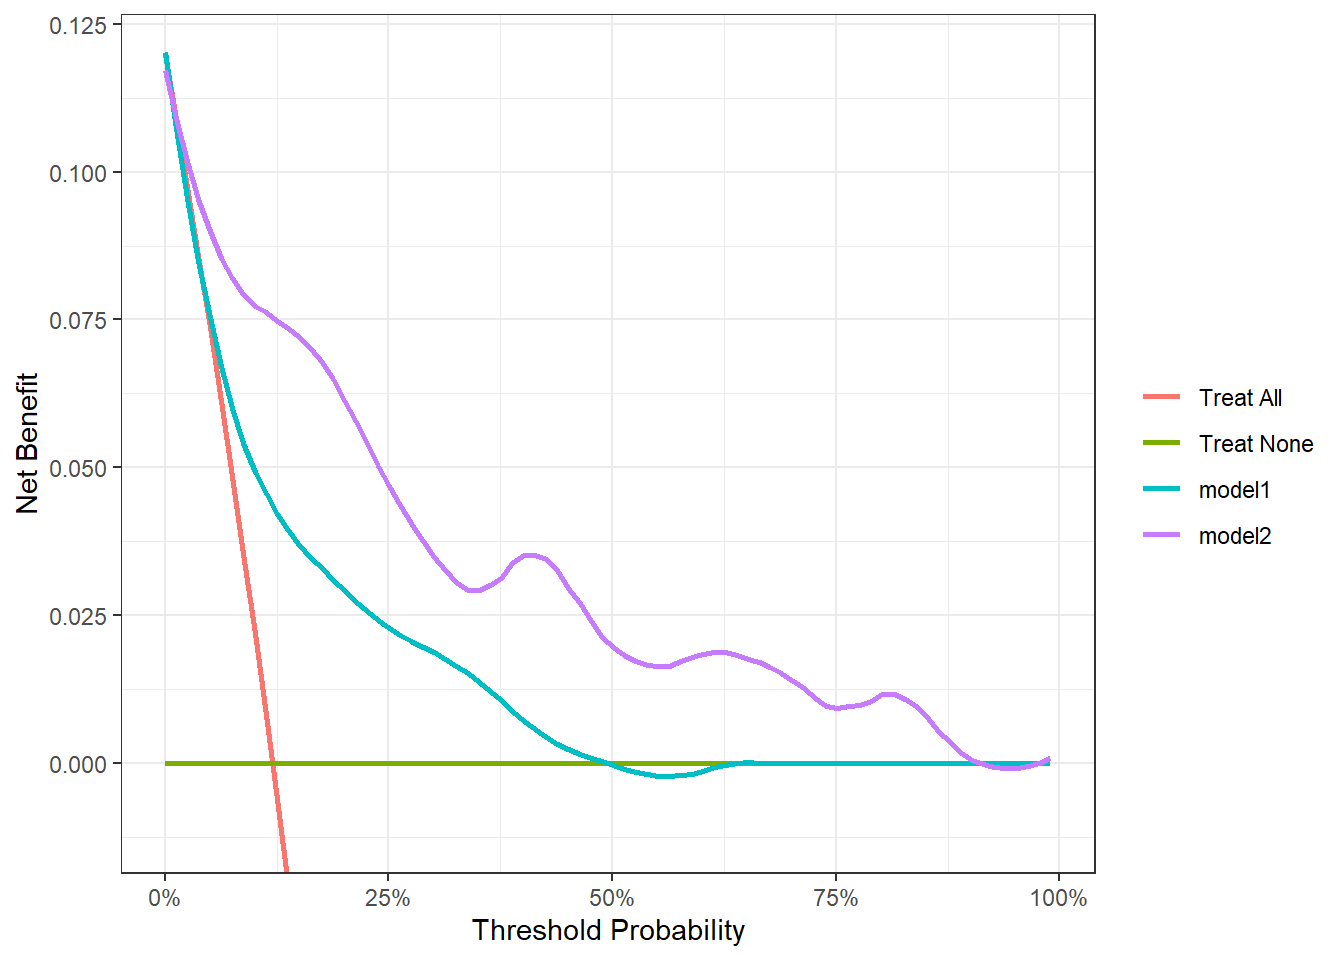 0.125
0.100
0.075
0.050
0.025
0.000
Net Benefit
0%
25%
50%
75%
100%
Threshold Probability
Treat All
Treat None
model1
model2